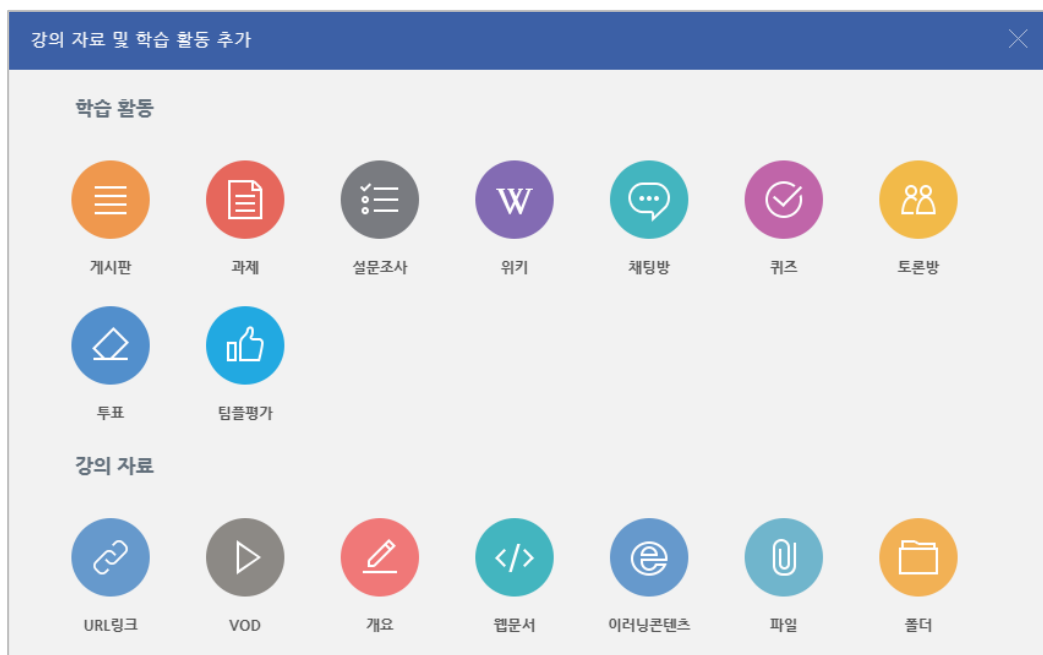 강의 자료 및 학습 활동 추가
학습 활동
게시판 과제 설문조사 위키 채팅방 퀴즈 토론방
투표 팀플평가
강의 자료
URL링크 VOD 개요 웹문서 이러닝콘텐츠 파일 폴더